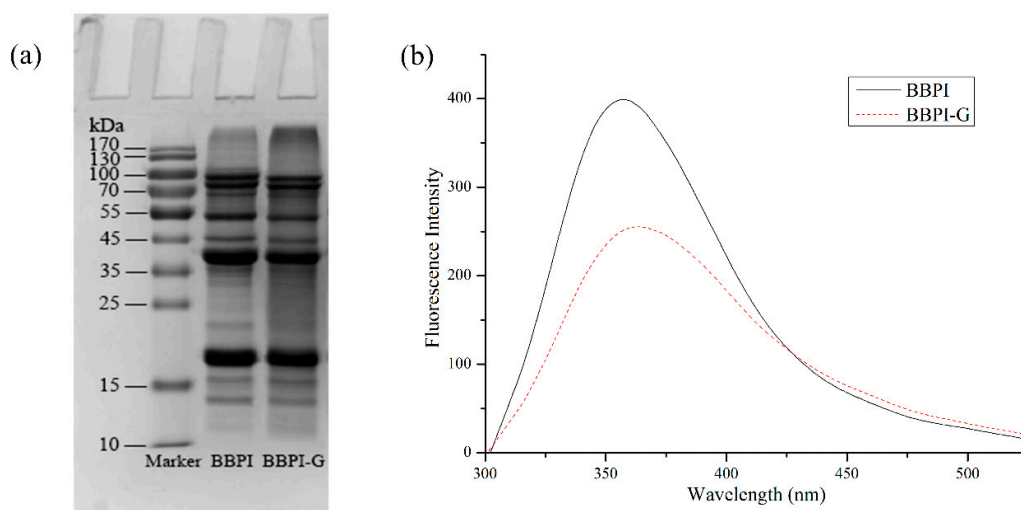 (a)
kDa
170
130
100
70
55
45
35
25
15
10
Marker BBPI BBPI-G
(b)
BBPI
BBPI-G
Fluorescence Intensity
400
300
200
100
0
300 350 400 450 500
Wavelength (nm)